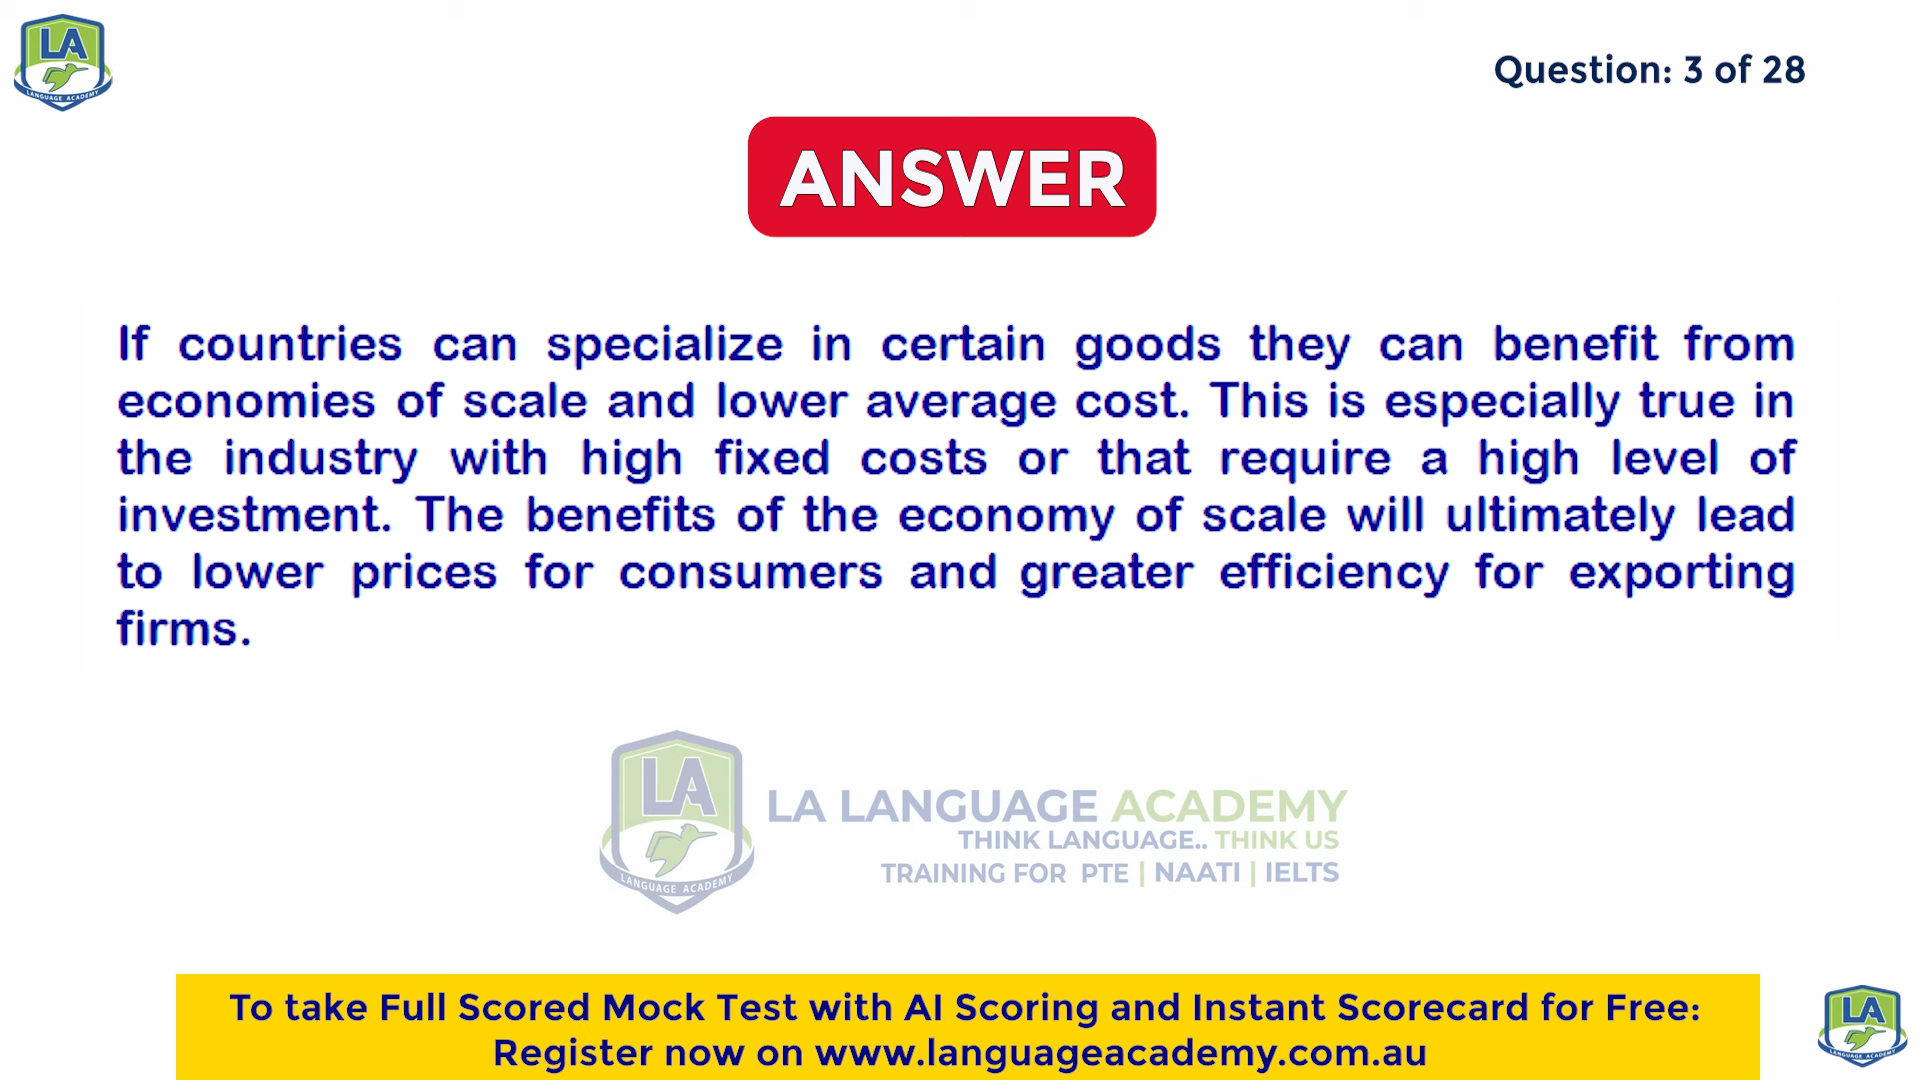 LA
LANGUAGE ACADEMY
Question: 3 of 28
ANSWER
If countries can specialize in certain goods they can benefit from
economies of scale and lower average cost. This is especially true in
the industry with high fixed costs or that require a high level of
investment. The benefits of the economy of scale will ultimately lead
to lower prices for consumers and greater efficiency for exporting
firms.
LA
LANGUAGE ACADEMY
LA LANGUAGE ACADEMY
THINK LANGUAGE.. THINK US
TRAINING FOR PTE | NAATI | IELTS
To take Full Scored Mock Test with AI Scoring and Instant Scorecard for Free:
Register now on www.languageacademy.com.au
LA
LANGUAGE ACADEMY